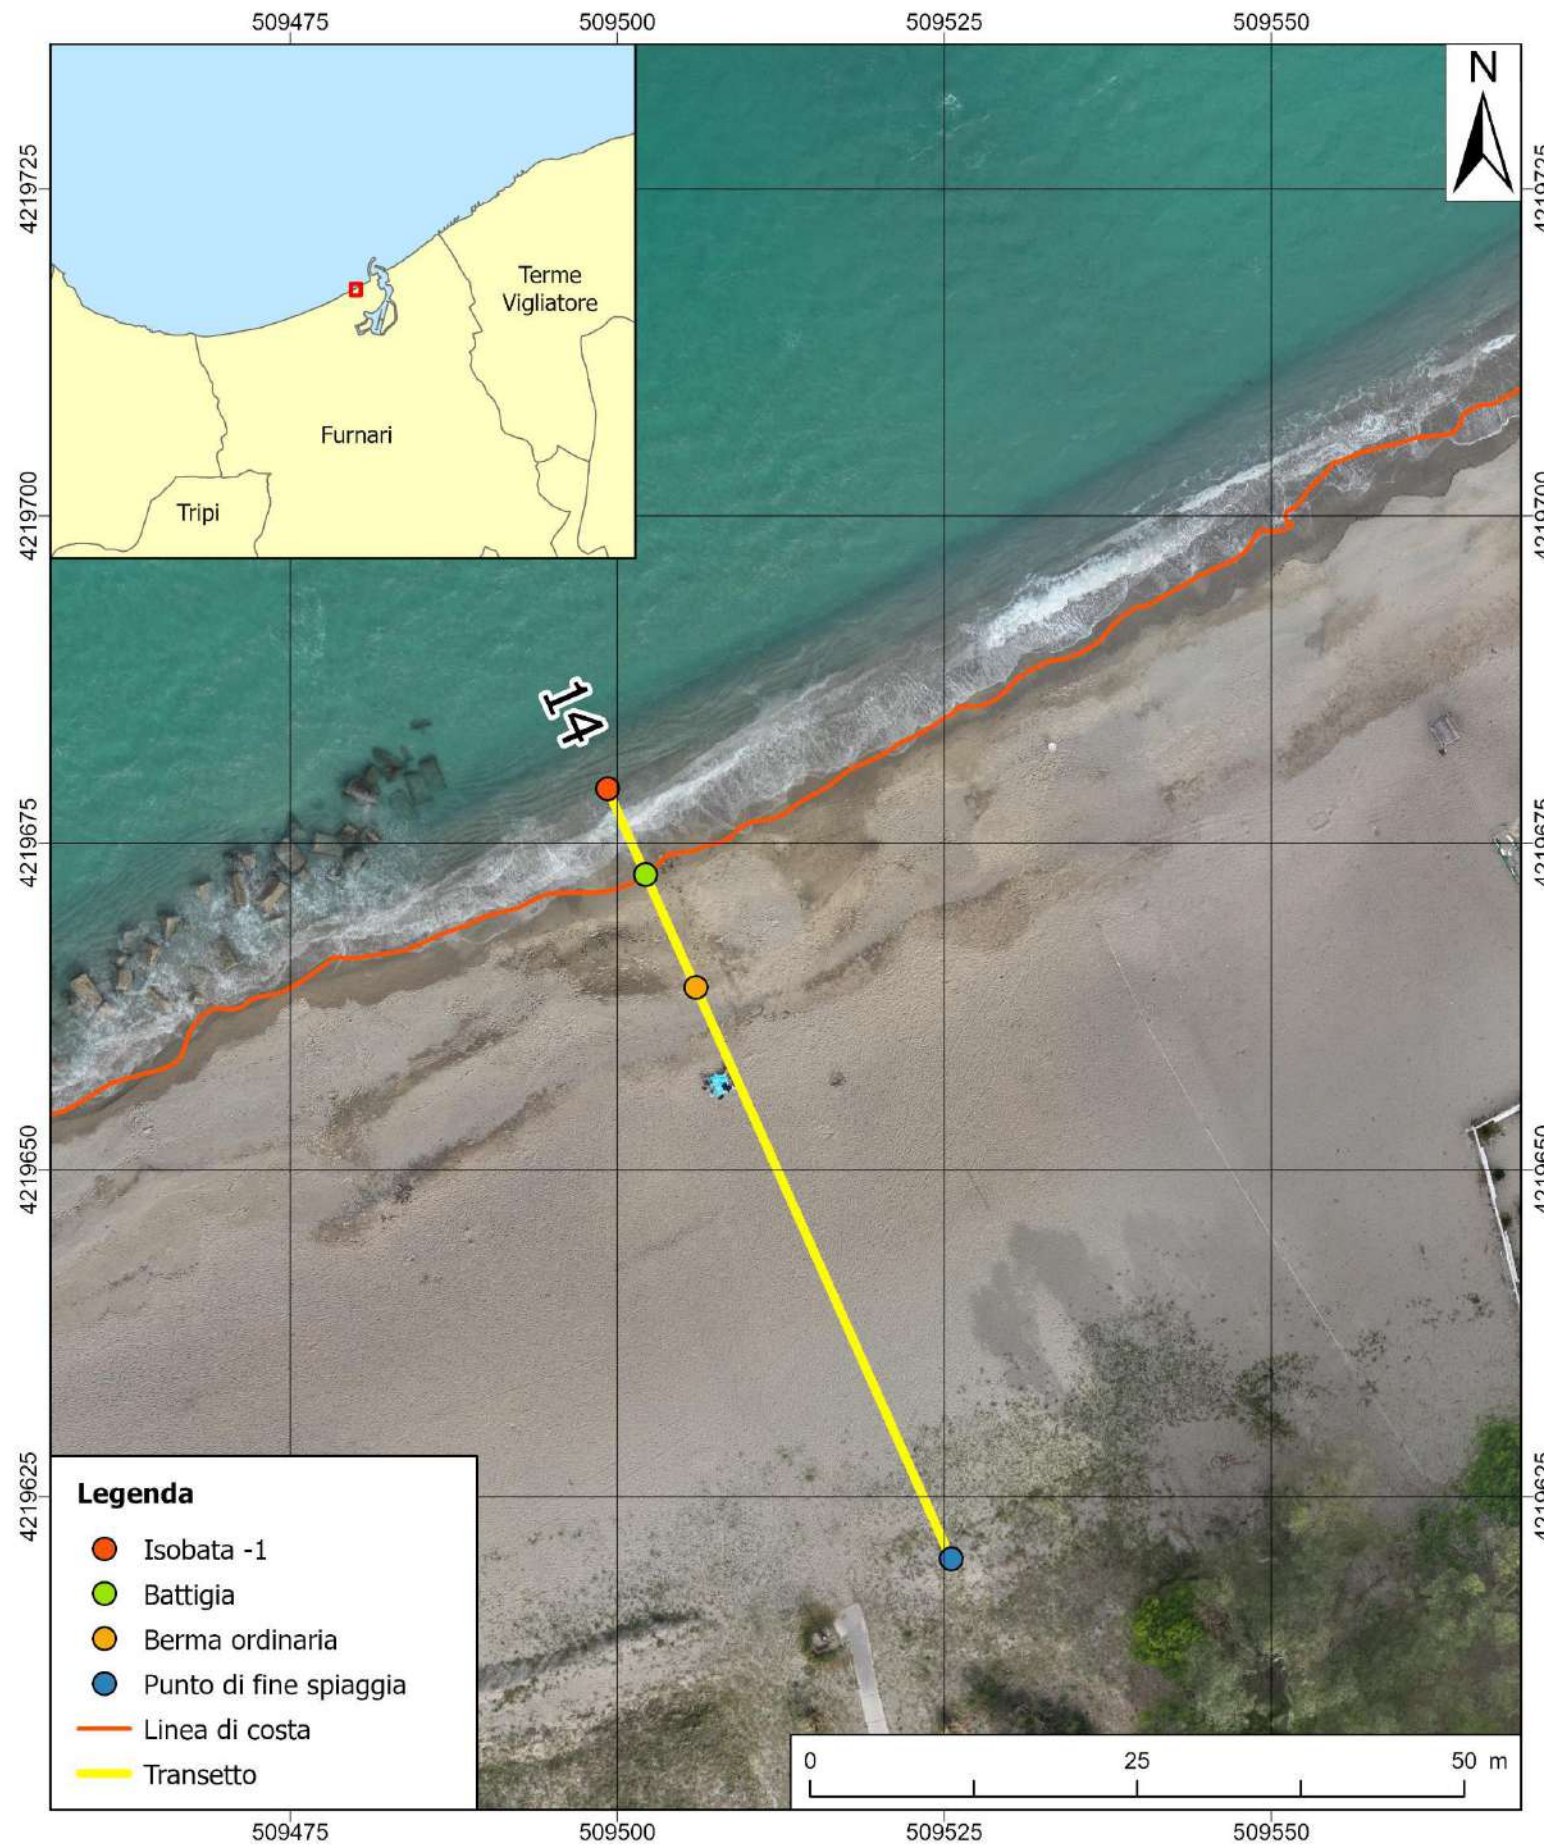 509475
509500
509525
509550
N
4219725
4219725
Terme
Vigliatore
Furnari
Tripi
4219700
4219700
14
4219675
4219675
4219650
4219650
4219625
4219625
Legenda
Isobata -1
Battigia
Berma ordinaria
Punto di fine spiaggia
Linea di costa
Transetto
0 25 50 m
509475
509500
509525
509550